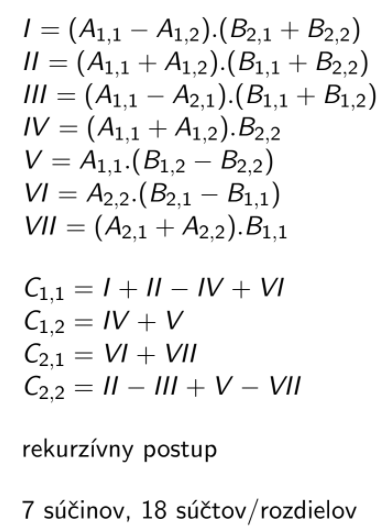 I = (A₁,₁ − A₁,₂).(B₂,₁ + B₂,₂)
II = (A₁,₁ + A₁,₂).(B₁,₁ + B₂,₂)
III = (A₁,₁ − A₂,₁).(B₁,₁ + B₁,₂)
IV = (A₁,₁ + A₁,₂).B₂,₂
V = A₁,₁.(B₁,₂ − B₂,₂)
VI = A₂,₂.(B₂,₁ − B₁,₁)
VII = (A₂,₁ + A₂,₂).B₁,₁
C₁,₁ = I + II − IV + VI
C₁,₂ = IV + V
C₂,₁ = VI + VII
C₂,₂ = II − III + V − VII
rekurzívny postup
7 súčinov, 18 súčtov/rozdielov